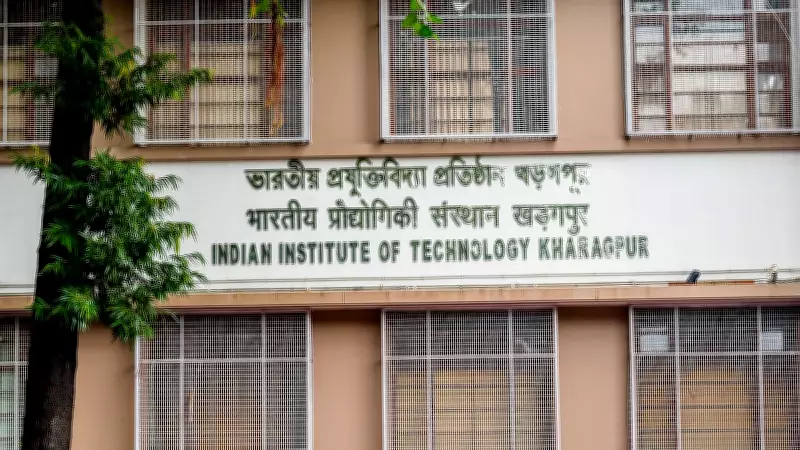 ভারতীয় প্রযুক্তিবিদ্যা প্রতিষ্ঠান খড়গপুর
भारतीय प्रौद्योगिकी संस्थान खड़गपुर
INDIAN INSTITUTE OF TECHNOLOGY KHARAGPUR